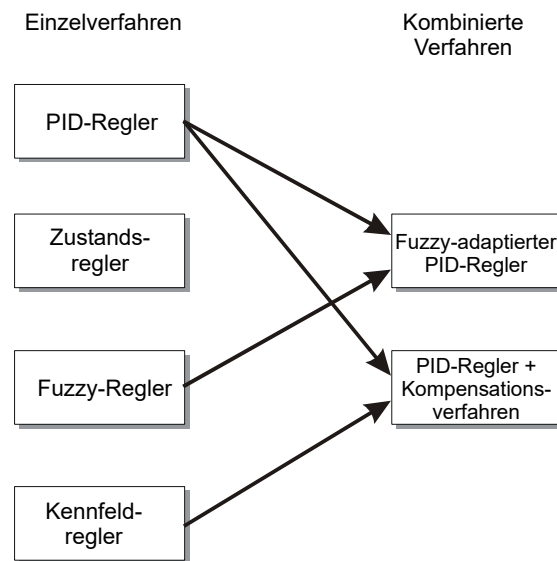 Einzelverfahren
Kombinierte
Verfahren
PID-Regler
Zustands-
regler
Fuzzy-adaptierter
PID-Regler
Fuzzy-Regler
PID-Regler +
Kompensations-
verfahren
Kennfeld-
regler